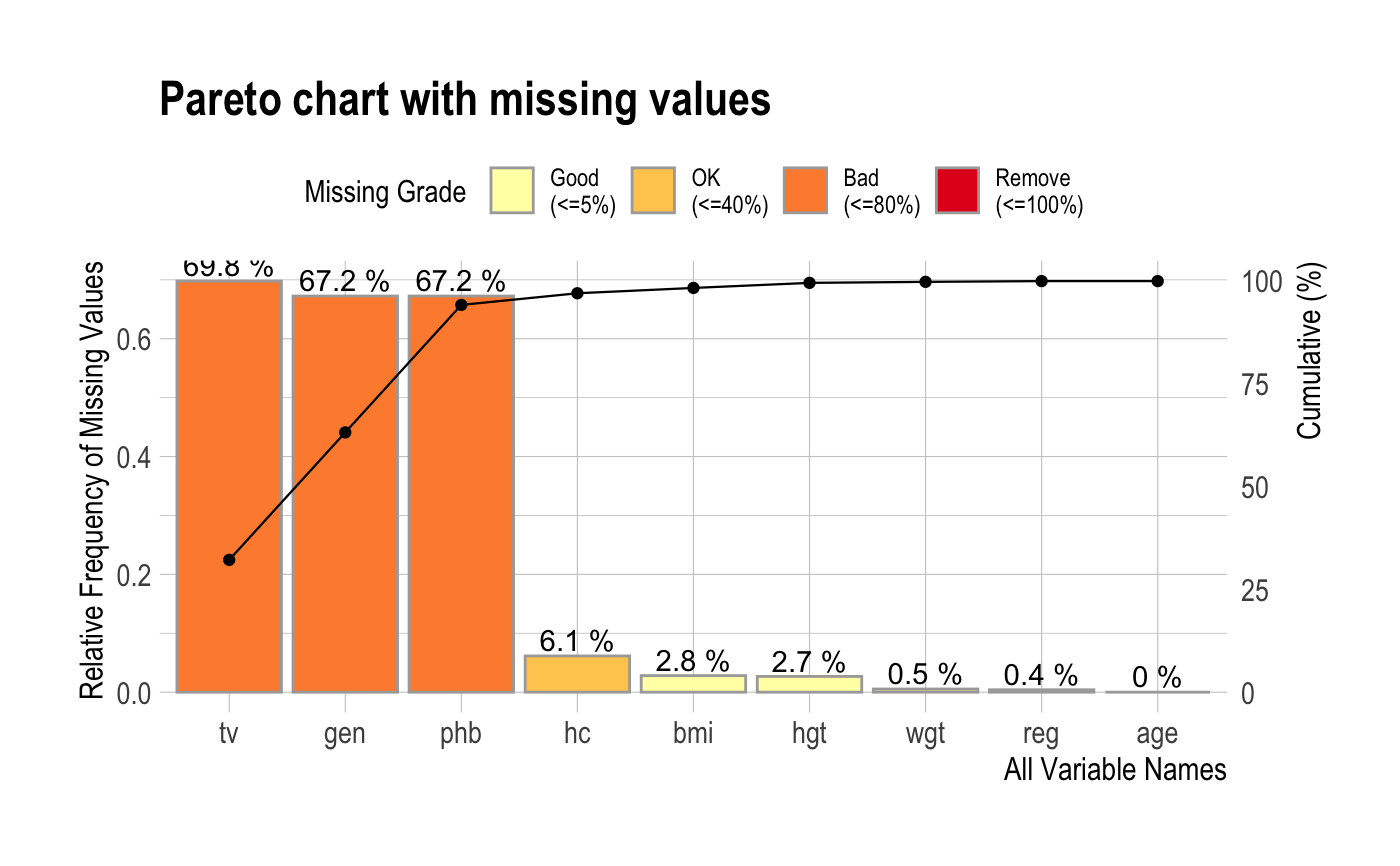 Pareto chart with missing values
Missing Grade
Good
(<=5%)
OK
(<=40%)
Bad
(<=80%)
Remove
(<=100%)
Relative Frequency of Missing Values
0.6
0.4
0.2
0.0
69.8 %
67.2 %
67.2 %
6.1 %
2.8 %
2.7 %
0.5 %
0.4 %
0 %
100
75
50
25
0
Cumulative (%)
tv gen phb hc bmi hgt wgt reg age
All Variable Names